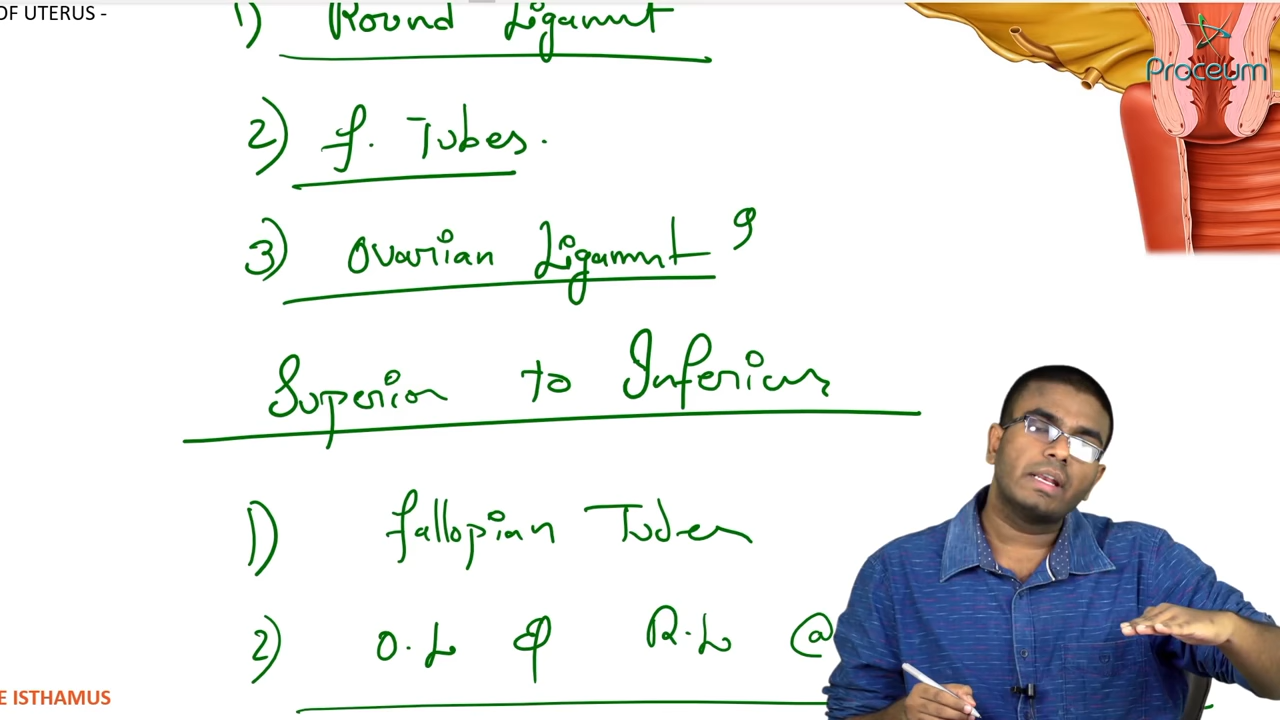 OF UTERUS -
1) Round Ligament
Proceum
2) f. Tubes.
3) Ovarian Ligament
Superior to Inferior
1) fallopian Tubes
2) O.L & R.L @
E ISTHAMUS